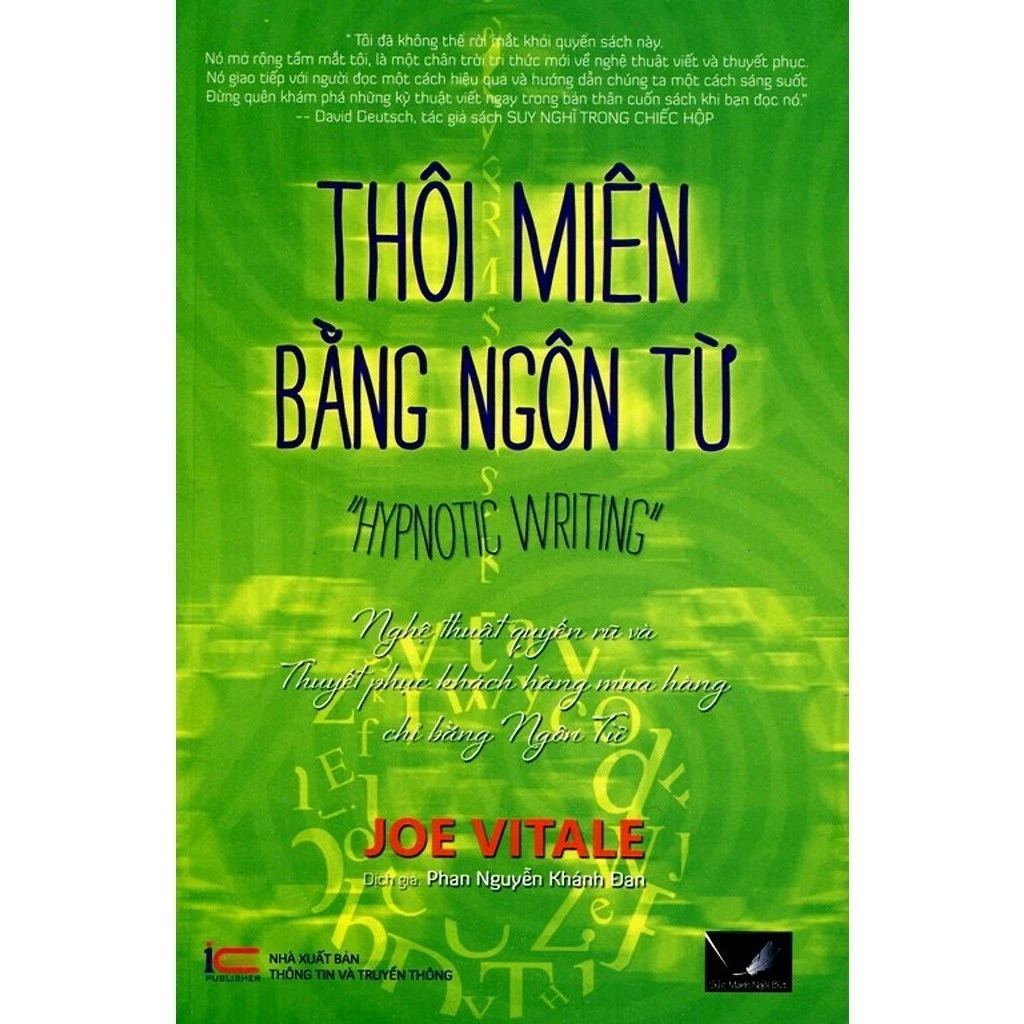 “Tôi đã không thể rời mắt khỏi quyển sách này.
Nó mở rộng tầm mắt tôi, là một chân trời tri thức mới về nghệ thuật viết và thuyết phục.
Nó giao tiếp với người đọc một cách hiệu quả và hướng dẫn chúng ta một cách sáng suốt
Đừng quên khám phá những kỹ thuật viết ngay trong bản thân cuốn sách khi bạn đọc nó.”
-- David Deutsch, tác giả sách SUY NGHĨ TRONG CHIẾC HỘP
THÔI MIÊN
BẰNG NGÔN TỪ
"HYPNOTIC WRITING"
Nghệ thuật quyến rũ và
Thuyết phục khách hàng mua hàng
chỉ bằng Ngôn Từ
JOE VITALE
Dịch giả: Phan Nguyễn Khánh Đan
ic
PUBLISHER
NHÀ XUẤT BẢN
THÔNG TIN VÀ TRUYỀN THÔNG
Sức Mạnh Ngòi Bút